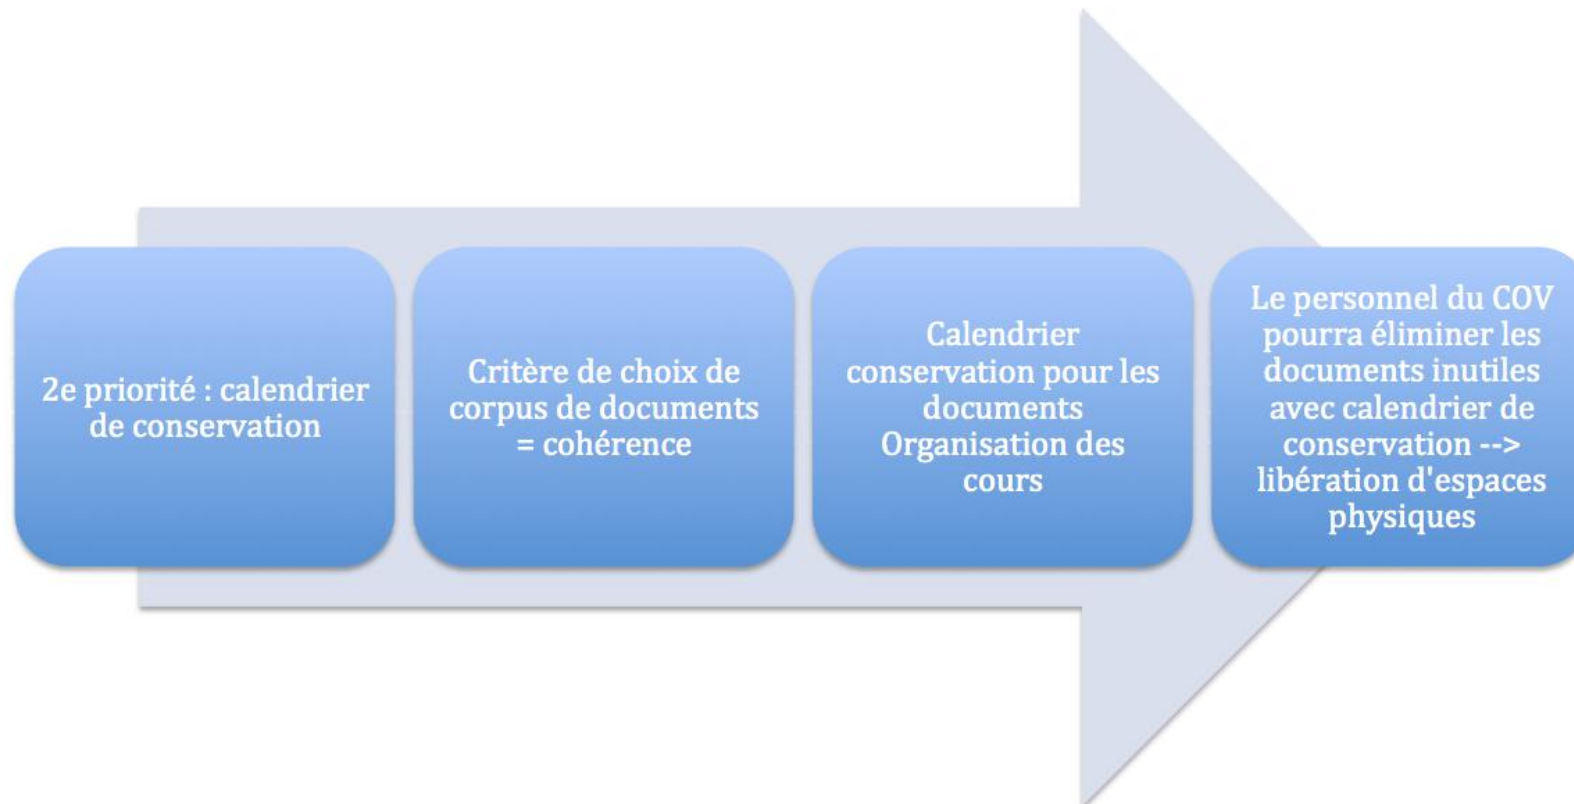 2e priorité : calendrier
de conservation
Critère de choix de
corpus de documents
= cohérence
Calendrier
conservation pour les
documents
Organisation des
cours
Le personnel du COV
pourra éliminer les
documents inutiles
avec calendrier de
conservation -->
libération d'espaces
physiques